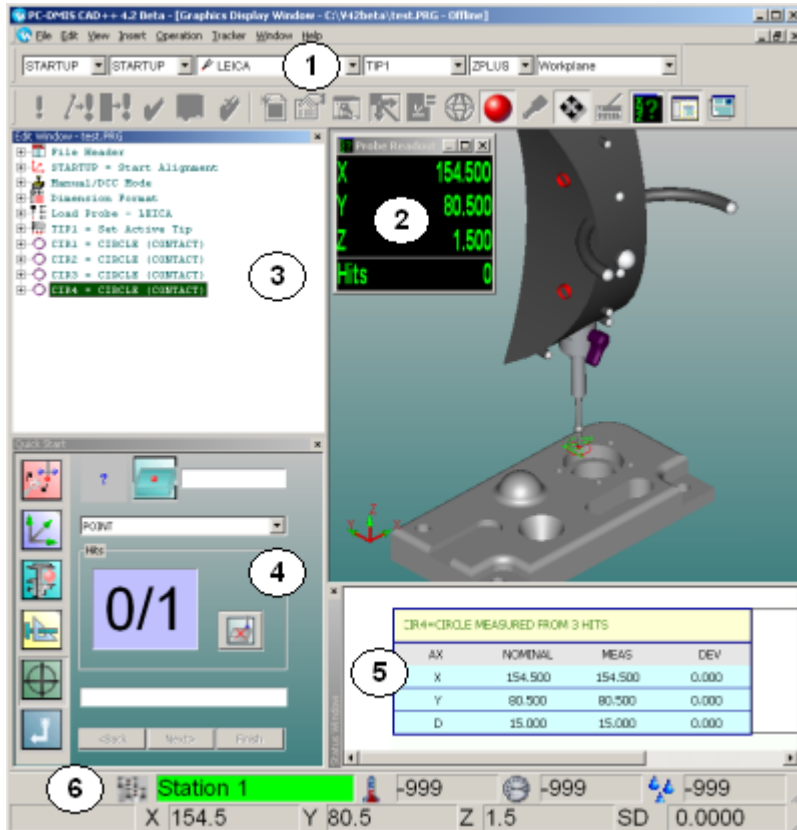 PC-DMIS CAD++ 4.2 Beta - [Graphics Display Window - C:\V42beta\test.PRG - Offline]
File Edit View Insert Operation Tracker Window Help
STARTUP STARTUP LEICA 1 TIP1 ZPLUS Workplane
Edit Window - test.PRG
File Header
STARTUP = Start Alignment
Manual/DCC Mode
Dimension Format
Load Probe - LEICA
TIP1 = Set Active Tip
CIR1 = CIRCLE (CONTACT)
CIR2 = CIRCLE (CONTACT)
CIR3 = CIRCLE (CONTACT)
CIR4 = CIRCLE (CONTACT)
3
Probe Readout
X 154.500
Y 80.500
Z 1.500
Hits 0
2
Z
Y X
Quick Start
?
POINT
Hits
0/1
4
<Back Next> Finish
Status Window
CIR4=CIRCLE MEASURED FROM 3 HITS
AX NOMINAL MEAS DEV
X 154.500 154.500 0.000
Y 80.500 80.500 0.000
D 15.000 15.000 0.000
5
6 Station 1 -999 -999 -999
X 154.5 Y 80.5 Z 1.5 SD 0.0000